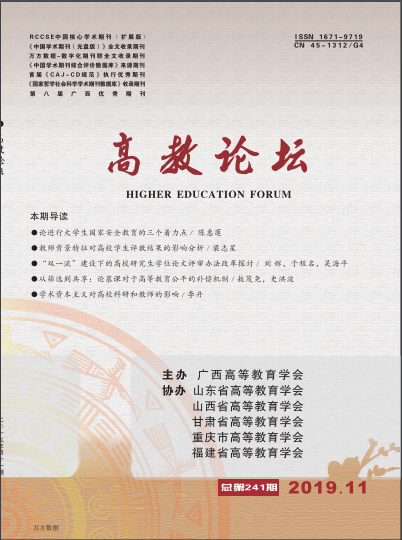 RCCSE中国核心学术期刊(扩展版)
《中国学术期刊(光盘版)》全文收录期刊
万方数据-数字化期刊群全文收录期刊
《中国学术期刊综合评价数据库》来源期刊
首届《CAJ-CD规范》执行优秀期刊
《国家哲学社会科学学术期刊数据库》收录期刊
第八届广西优秀期刊
ISSN 1671-9719
CN 45-1312/G4
高教论坛
HIGHER EDUCATION FORUM
本期导读
●论进行大学生国家安全教育的三个着力点/陈惠莲
●教师背景特征对高校学生评教结果的影响分析/梁志星
●“双一流”建设下的高校研究生学位论文评审办法改革探讨/刘辉,于程名,吴海平
●从筛选到共享:论慕课对于高等教育公平的补偿机制/敖茂尧,史洪波
●学术资本主义对高校科研和教师的影响/季丹
主办 广西高等教育学会
协办 山东省高等教育学会
山西省高等教育学会
甘肃省高等教育学会
重庆市高等教育学会
福建省高等教育学会
总第241期 2019.11
万方数据